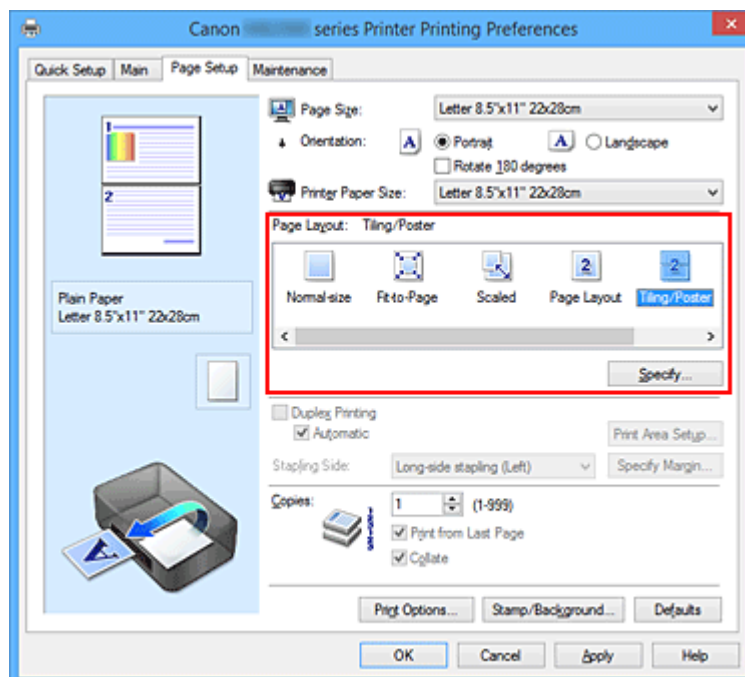 Canon series Printer Printing Preferences
Quick Setup Main Page Setup Maintenance
1
2
Plain Paper
Letter 8.5"x11" 22x28cm
Page Size: Letter 8.5"x11" 22x28cm
Orientation: A Portrait A Landscape
Rotate 180 degrees
Printer Paper Size: Letter 8.5"x11" 22x28cm
Page Layout: Tiling/Poster
2 2
Normal-size Fit-to-Page Scaled Page Layout Tiling/Poster
Specify...
Duplex Printing
Automatic Print Area Setup...
Stapling Side: Long-side stapling (Left) Specify Margin...
Copies: 1 (1-999)
Print from Last Page
Collate
A
Print Options... Stamp/Background... Defaults
OK Cancel Apply Help